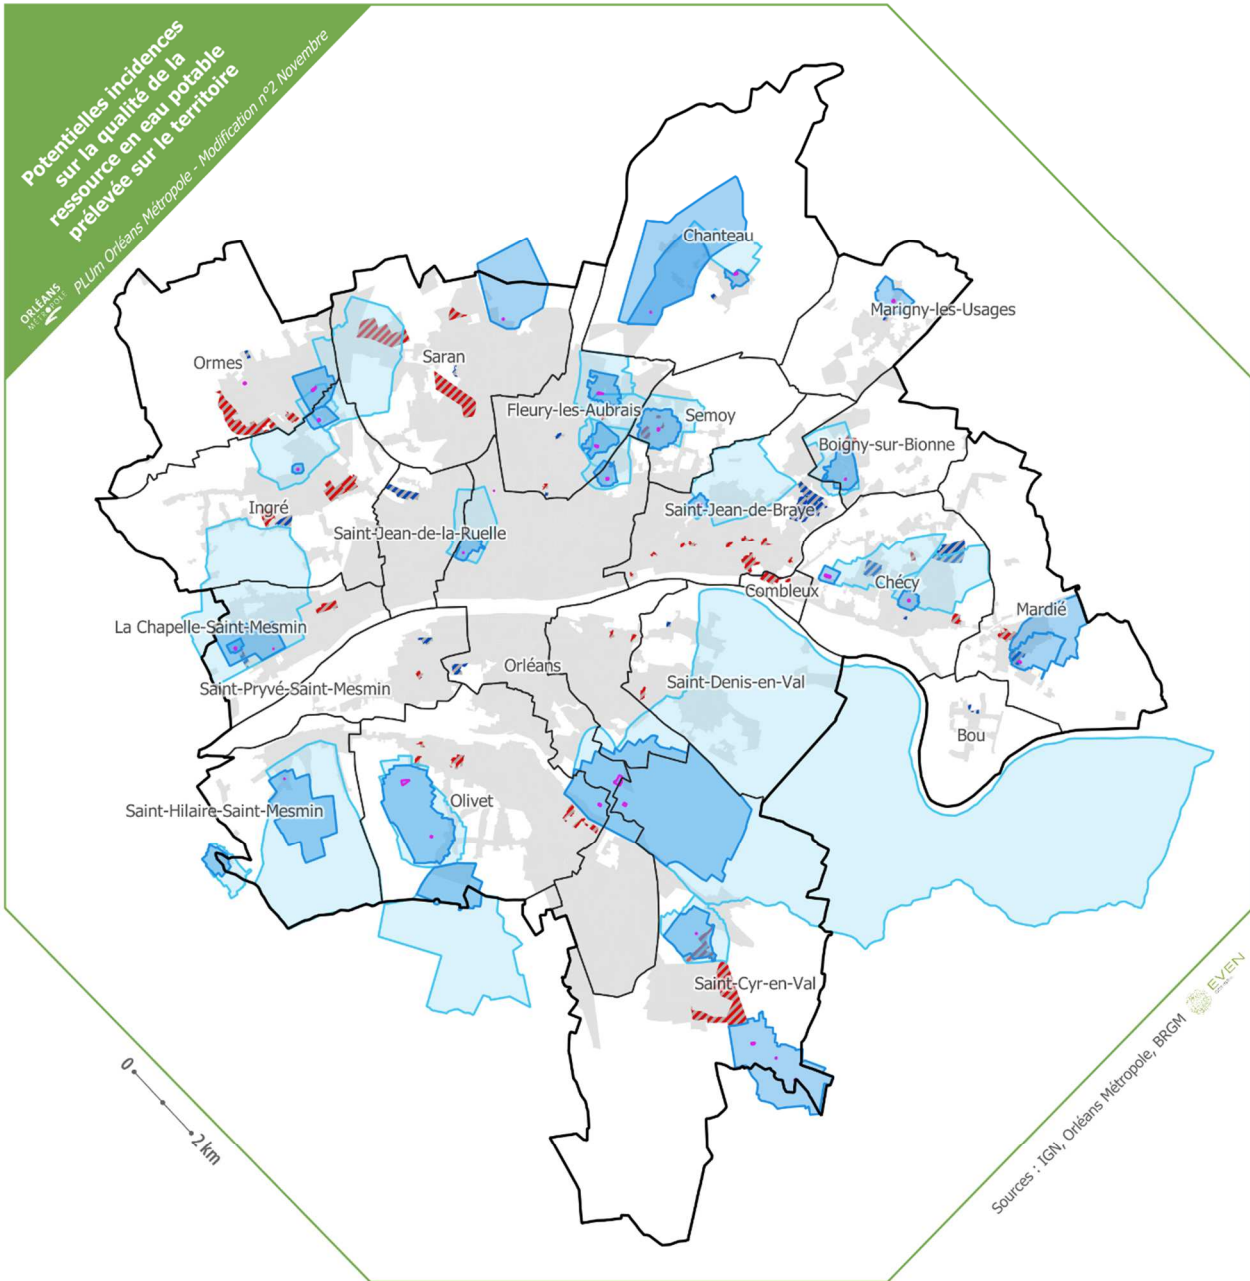 Potentielles incidences
sur la qualité de la
ressource en eau potable
prélevée sur le territoire
PLUm Orléans Métropole - Modification n°2 Novembre
ORLÉANS
MÉTROPOLE
Chanteau
Marigny-les-Usages
Ormes
Saran
Fleury-les-Aubrais
Semoy
Boigny-sur-Bionne
Ingré
Saint-Jean-de-la-Ruelle
Saint-Jean-de-Braye
Chécy
Combleux
Mardié
La Chapelle-Saint-Mesmin
Orléans
Saint-Denis-en-Val
Saint-Pryvé-Saint-Mesmin
Bou
Olivet
Saint-Hilaire-Saint-Mesmin
Saint-Cyr-en-Val
0
2 km
Sources : IGN, Orléans Métropole, BRGM
EVEN